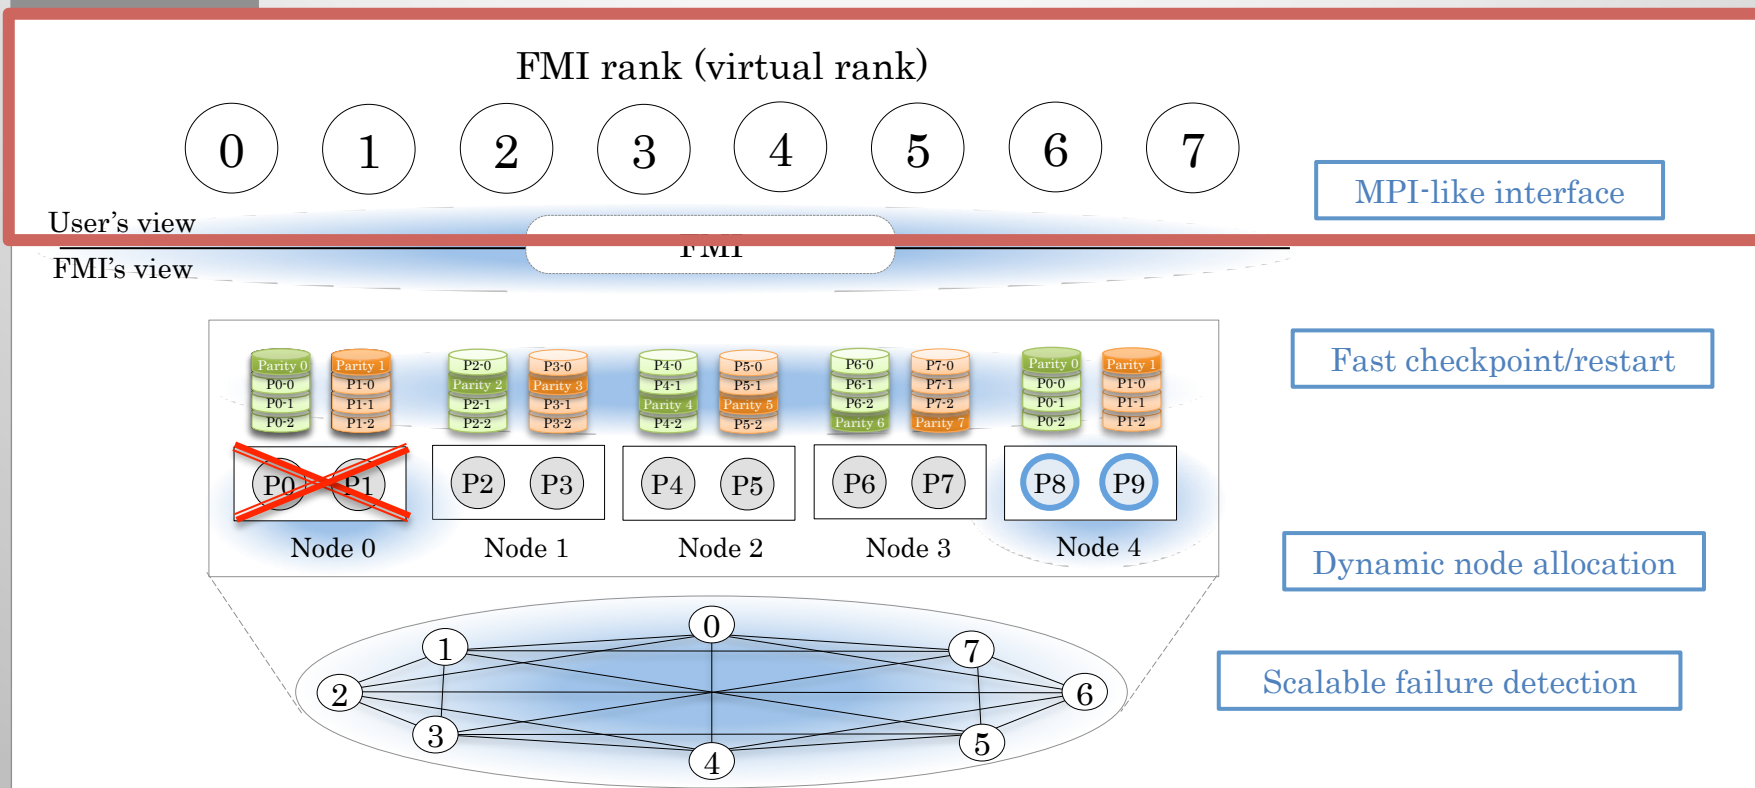 FMI rank (virtual rank)
0 1 2 3 4 5 6 7
MPI-like interface
User's view
FMI
FMI's view
Fast checkpoint/restart
Parity 0 Parity 1 P2-0 P3-0 P4-0 P5-0 P6-0 P7-0 Parity 0 Parity 1
P0-0 P1-0 Parity 2 Parity 3 P4-1 P5-1 P6-1 P7-1 P0-0 P1-0
P0-1 P1-1 P2-1 P3-1 Parity 4 Parity 5 P6-2 P7-2 P0-1 P1-1
P0-2 P1-2 P2-2 P3-2 P4-2 P5-2 Parity 6 Parity 7 P0-2 P1-2
P0 P1 P2 P3 P4 P5 P6 P7 P8 P9
Node 0 Node 1 Node 2 Node 3 Node 4
Dynamic node allocation
0
1 7
2 6
3 5
4
Scalable failure detection